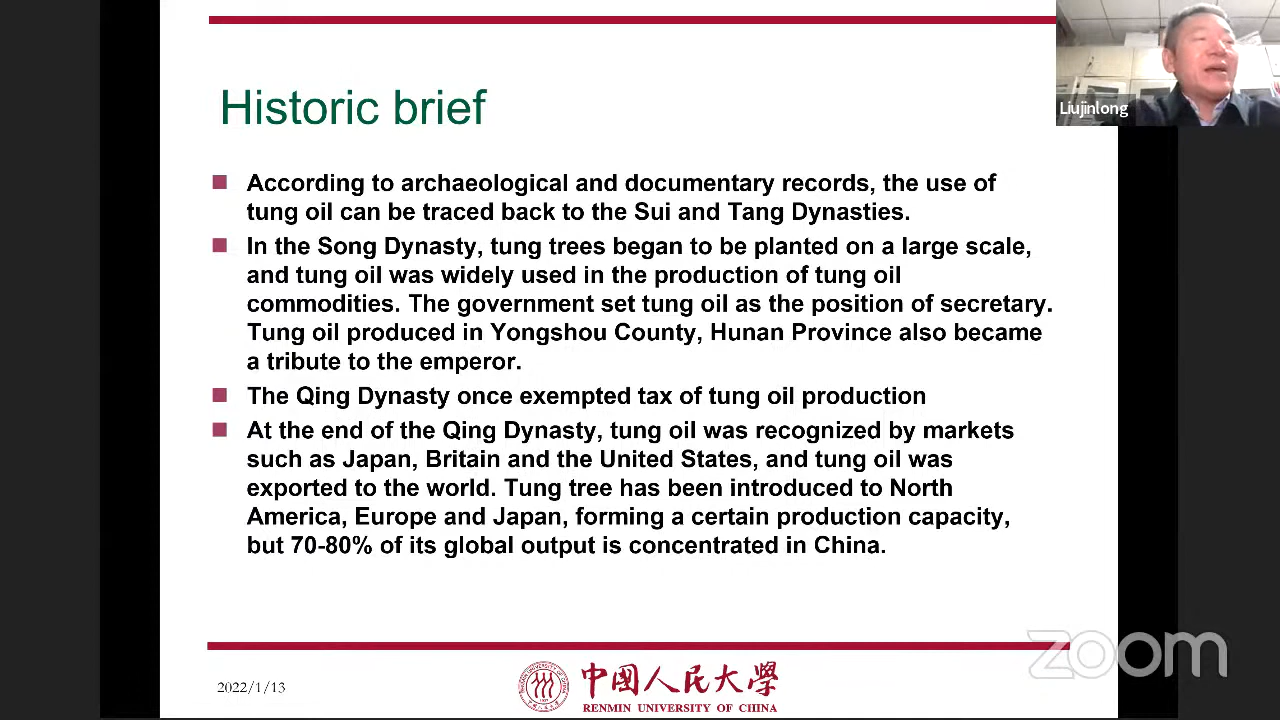 Liujinlong
Historic brief
According to archaeological and documentary records, the use of
tung oil can be traced back to the Sui and Tang Dynasties.
In the Song Dynasty, tung trees began to be planted on a large scale,
and tung oil was widely used in the production of tung oil
commodities. The government set tung oil as the position of secretary.
Tung oil produced in Yongshou County, Hunan Province also became
a tribute to the emperor.
The Qing Dynasty once exempted tax of tung oil production
At the end of the Qing Dynasty, tung oil was recognized by markets
such as Japan, Britain and the United States, and tung oil was
exported to the world. Tung tree has been introduced to North
America, Europe and Japan, forming a certain production capacity,
but 70-80% of its global output is concentrated in China.
zoom
2022/1/13
中國人民大學
RENMIN UNIVERSITY OF CHINA